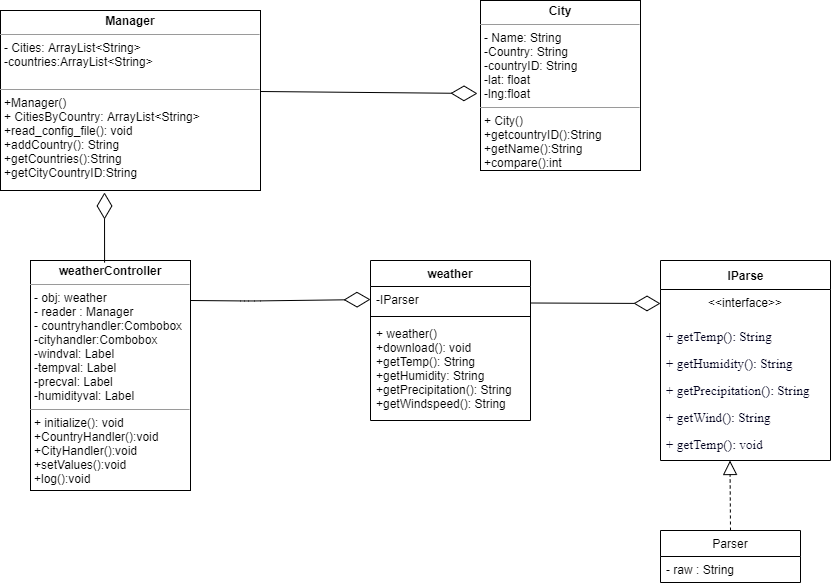 Manager
- Cities: ArrayList<String>
-countries:ArrayList<String>
+Manager()
+ CitiesByCountry: ArrayList<String>
+read_config_file(): void
+addCountry(): String
+getCountries():String
+getCityCountryID:String
City
- Name: String
-Country: String
-countryID: String
-lat: float
-lng:float
+ City()
+getcountryID():String
+getName():String
+compare():int
weatherController
- obj: weather
- reader : Manager
- countryhandler:Combobox
-cityhandler:Combobox
-windval: Label
-tempval: Label
-precval: Label
-humidityval: Label
+ initialize(): void
+CountryHandler():void
+CityHandler():void
+setValues():void
+log():void
weather
-IParser
+ weather()
+download(): void
+getTemp(): String
+getHumidity: String
+getPrecipitation(): String
+getWindspeed(): String
IParse
<<interface>>
+ getTemp(): String
+ getHumidity(): String
+ getPrecipitation(): String
+ getWind(): String
+ getTemp(): void
Parser
- raw : String